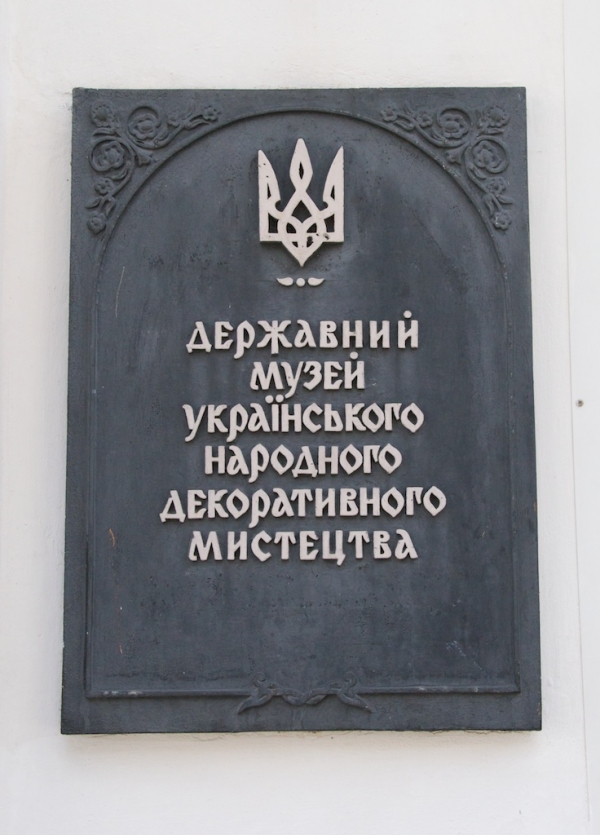 ДЕРЖАВНИЙ
МУЗЕЙ
УКРАЇНСЬКОГО
НАРОДНОГО
ДЕКОРАТИВНОГО
МИСТЕЦТВА